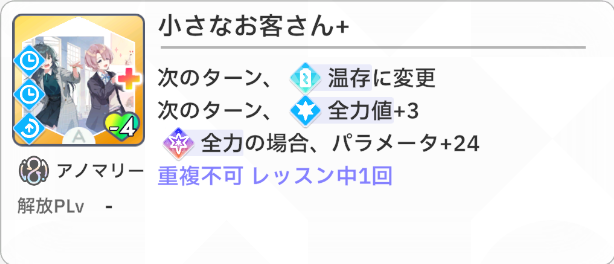 小さなお客さん+
次のターン、温存に変更
次のターン、全力値+3
全力の場合、パラメータ+24
重複不可 レッスン中1回
-4
A
アノマリー
解放PLv -